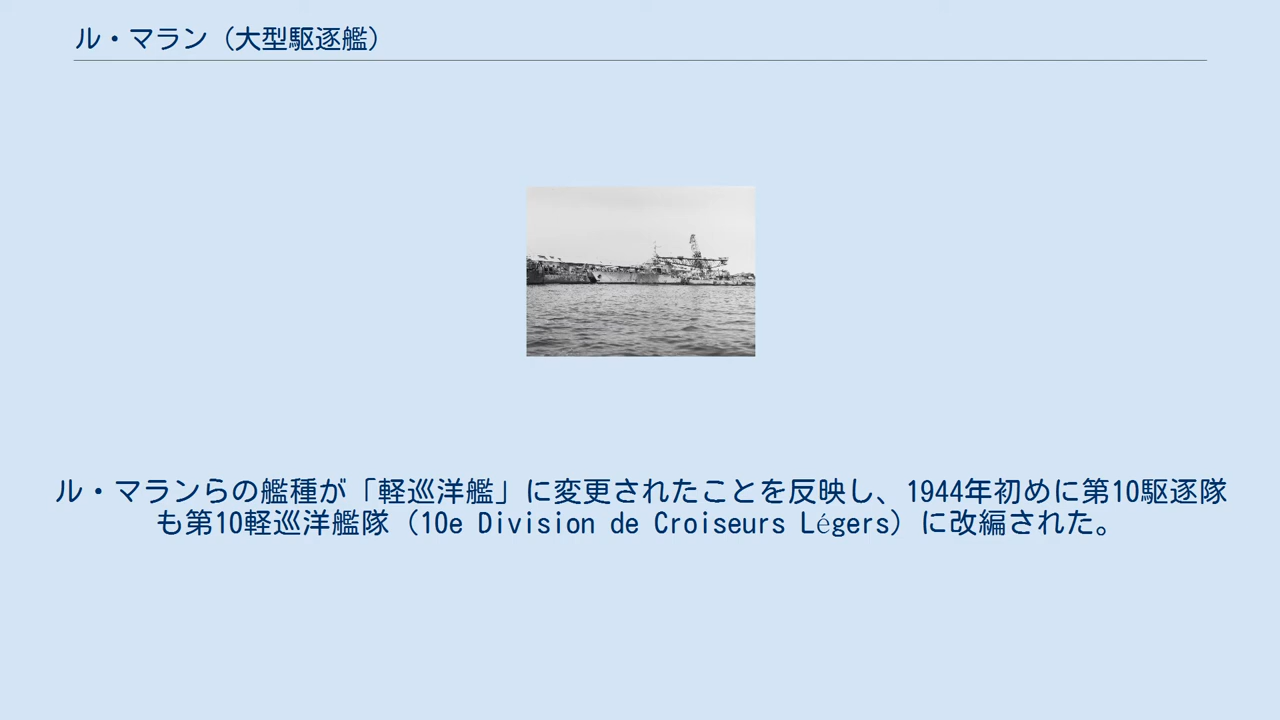 ル・マラン（大型駆逐艦）
ル・マランらの艦種が「軽巡洋艦」に変更されたことを反映し、1944年初めに第10駆逐隊
も第10軽巡洋艦隊（10e Division de Croiseurs Légers）に改編された。